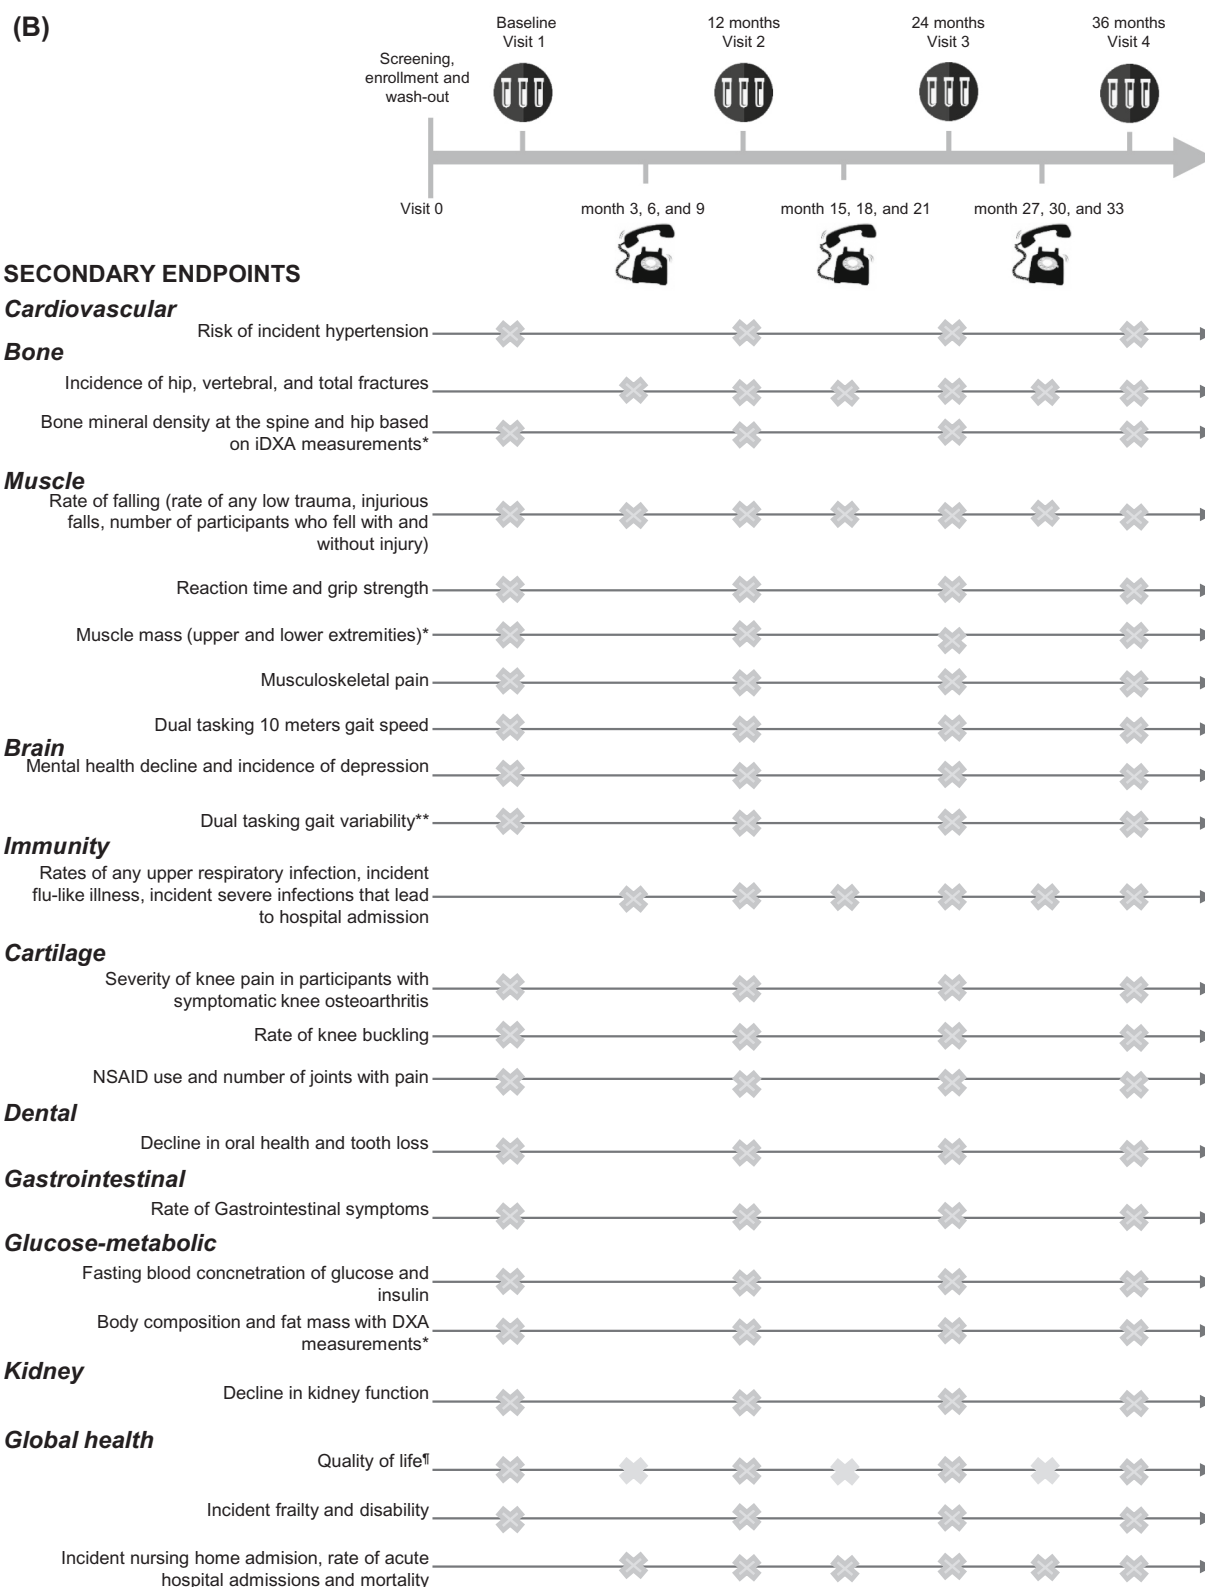 (B)
Baseline
Visit 1
12 months
Visit 2
24 months
Visit 3
36 months
Visit 4
Screening,
enrollment and
wash-out
Visit 0
month 3, 6, and 9
month 15, 18, and 21
month 27, 30, and 33
SECONDARY ENDPOINTS
Cardiovascular
Risk of incident hypertension
Bone
Incidence of hip, vertebral, and total fractures
Bone mineral density at the spine and hip based
on iDXA measurements*
Muscle
Rate of falling (rate of any low trauma, injurious
falls, number of participants who fell with and
without injury)
Reaction time and grip strength
Muscle mass (upper and lower extremities)*
Musculoskeletal pain
Dual tasking 10 meters gait speed
Brain
Mental health decline and incidence of depression
Dual tasking gait variability**
Immunity
Rates of any upper respiratory infection, incident
flu-like illness, incident severe infections that lead
to hospital admission
Cartilage
Severity of knee pain in participants with
symptomatic knee osteoarthritis
Rate of knee buckling
NSAID use and number of joints with pain
Dental
Decline in oral health and tooth loss
Gastrointestinal
Rate of Gastrointestinal symptoms
Glucose-metabolic
Fasting blood concnetration of glucose and
insulin
Body composition and fat mass with DXA
measurements*
Kidney
Decline in kidney function
Global health
Quality of life¶
Incident frailty and disability
Incident nursing home admision, rate of acute
hospital admissions and mortality